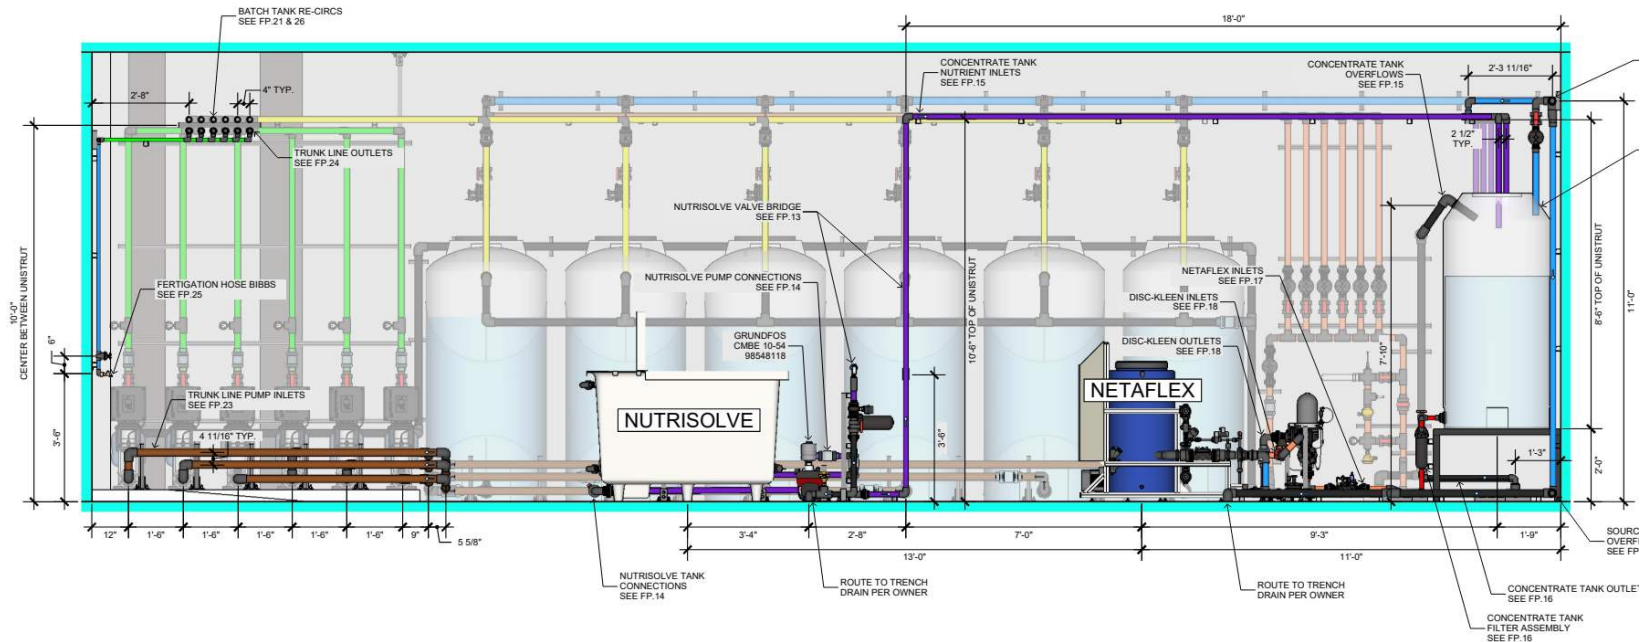 BATCH TANK RE-CIRCS
SEE FP.21 & 26
18'-0"
2'-8"
4" TYP.
CONCENTRATE TANK
NUTRIENT INLETS
SEE FP.15
CONCENTRATE TANK
OVERFLOWS
SEE FP.15
2'-3 11/16"
TRUNK LINE OUTLETS
SEE FP.24
2 1/2"
TYP.
10'-0"
CENTER BETWEEN UNISTRUT
6"
3'-6"
FERTIGATION HOSE BIBBS
SEE FP.25
NUTRISOLVE VALVE BRIDGE
SEE FP.13
NUTRISOLVE PUMP CONNECTIONS
SEE FP.14
GRUNDFOS
CMBE 10-54
98548118
10'-6" TOP OF UNISTRUT
NETAFLEX INLETS
SEE FP.17
DISC-KLEEN INLETS
SEE FP.18
DISC-KLEEN OUTLETS
SEE FP.18
7'-10"
8'-6" TOP OF UNISTRUT
11'-0"
TRUNK LINE PUMP INLETS
SEE FP.23
4 11/16" TYP.
NUTRISOLVE
3'-6"
NETAFLEX
1'-3"
2'-0"
12"
1'-6"
1'-6"
1'-6"
1'-6"
1'-6"
9"
5 5/8"
3'-4"
2'-8"
7'-0"
9'-3"
1'-9"
13'-0"
11'-0"
SOURC
OVERF
SEE FP
NUTRISOLVE TANK
CONNECTIONS
SEE FP.14
ROUTE TO TRENCH
DRAIN PER OWNER
ROUTE TO TRENCH
DRAIN PER OWNER
CONCENTRATE TANK OUTLET
SEE FP.16
CONCENTRATE TANK
FILTER ASSEMBLY
SEE FP.16